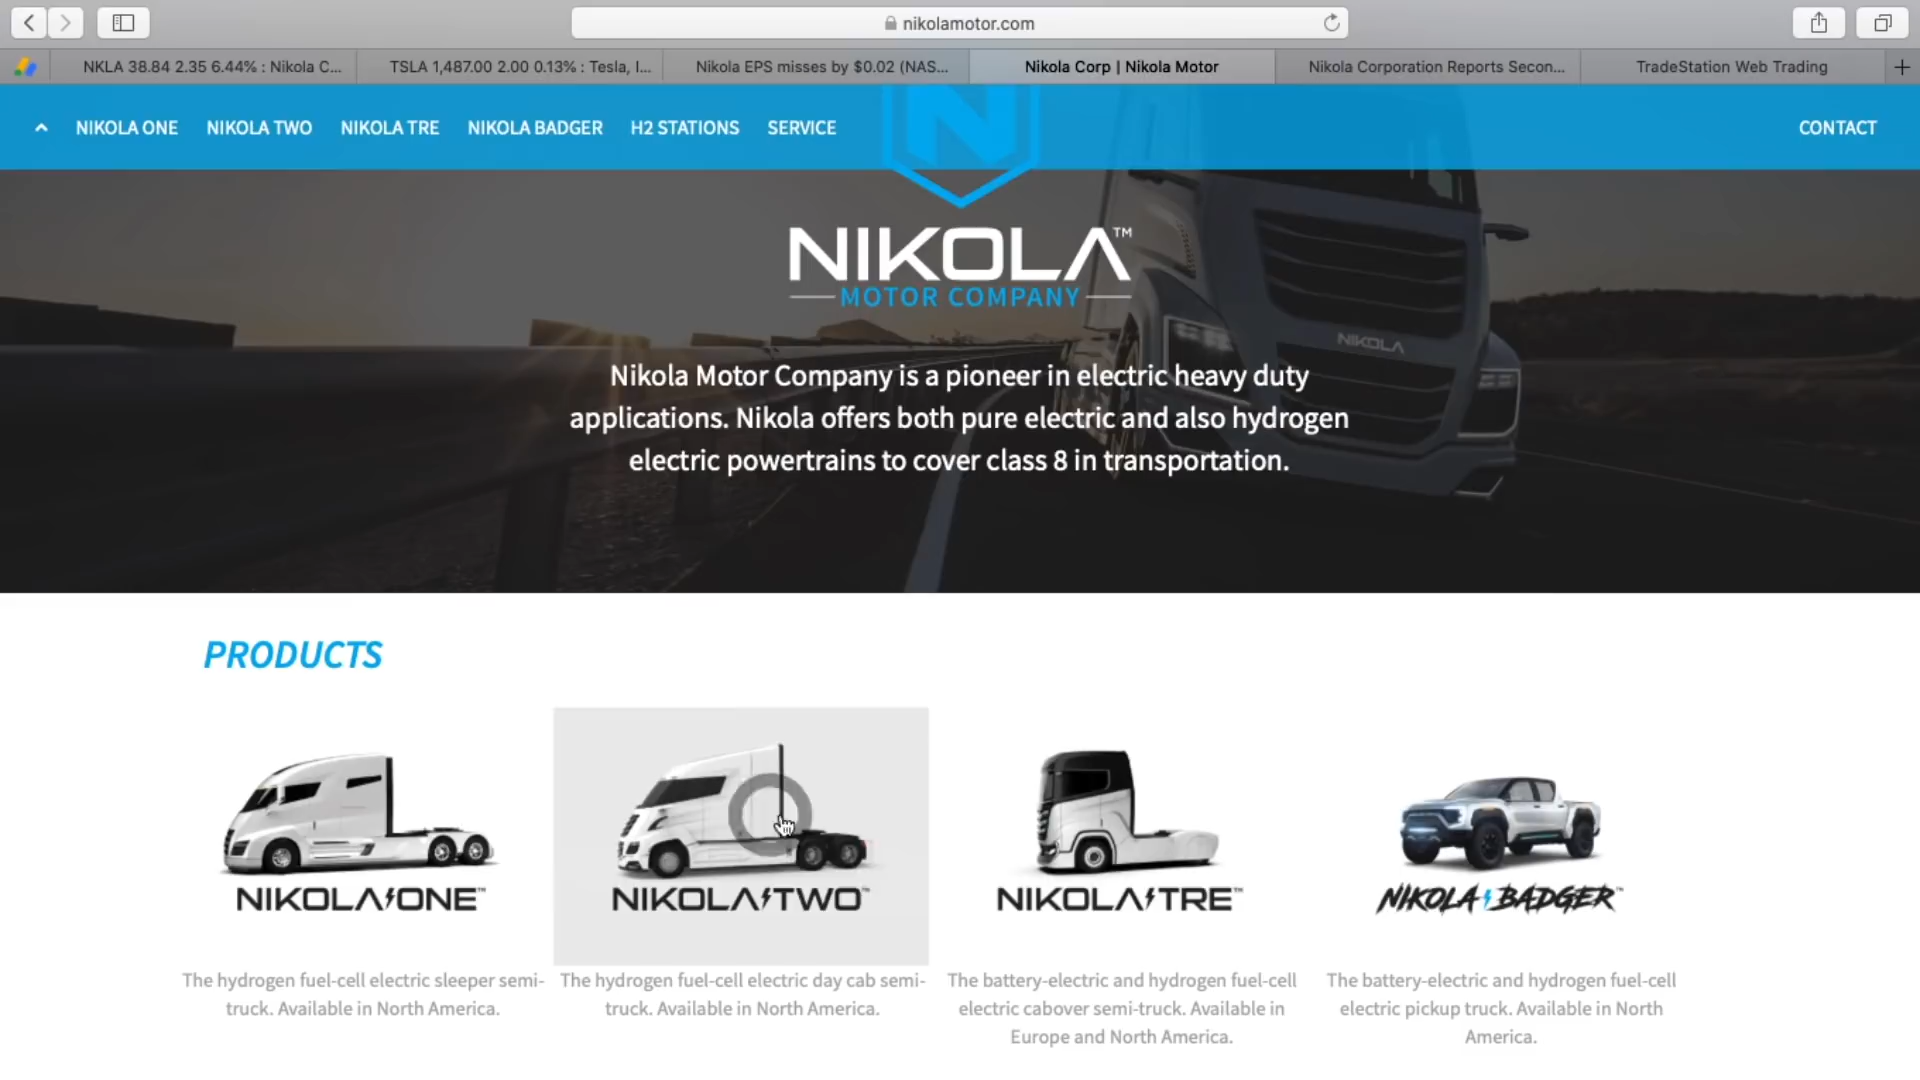 nikolamotor.com
NKLA 38.84 2.35 6.44% : Nikola C...
TSLA 1,487.00 2.00 0.13% : Tesla, I...
Nikola EPS misses by $0.02 (NAS...
Nikola Corp | Nikola Motor
Nikola Corporation Reports Secon...
TradeStation Web Trading
NIKOLA ONE
NIKOLA TWO
NIKOLA TRE
NIKOLA BADGER
H2 STATIONS
SERVICE
CONTACT
NIKOLA™
MOTOR COMPANY
NIKOLA
Nikola Motor Company is a pioneer in electric heavy duty
applications. Nikola offers both pure electric and also hydrogen
electric powertrains to cover class 8 in transportation.
PRODUCTS
NIKOLA ONE™
The hydrogen fuel-cell electric sleeper semi-
truck. Available in North America.
NIKOLA TWO™
The hydrogen fuel-cell electric day cab semi-
truck. Available in North America.
NIKOLA TRE™
The battery-electric and hydrogen fuel-cell
electric cabover semi-truck. Available in
Europe and North America.
NIKOLA BADGER™
The battery-electric and hydrogen fuel-cell
electric pickup truck. Available in North
America.